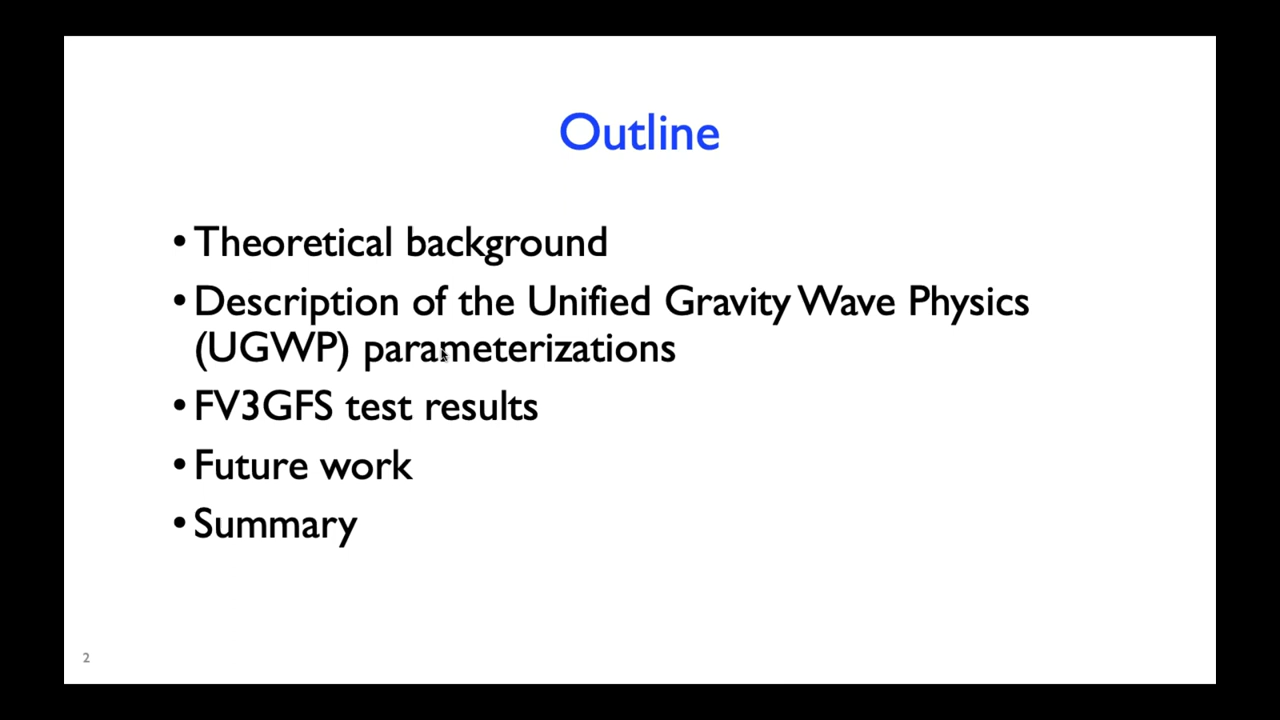 Outline
• Theoretical background
• Description of the Unified Gravity Wave Physics
(UGWP) parameterizations
• FV3GFS test results
• Future work
• Summary
2